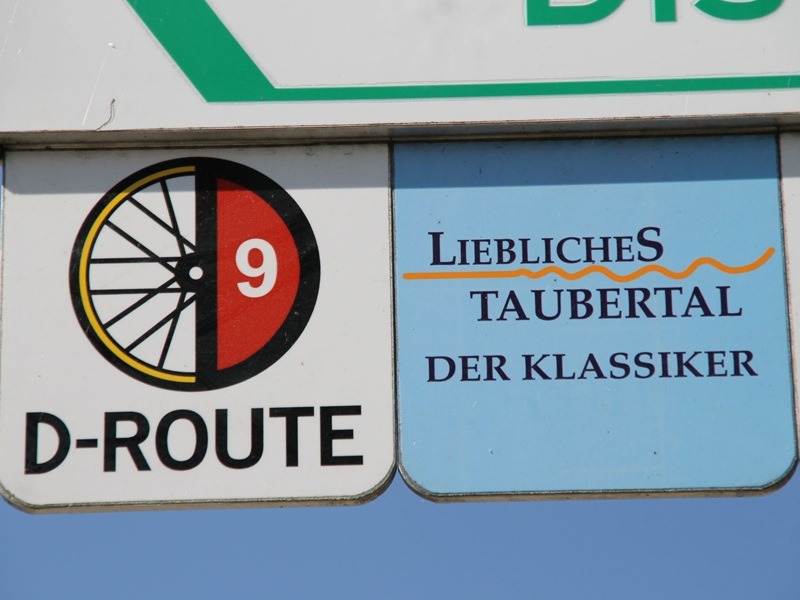 9
D-ROUTE
LIEBLICHES
TAUBERTAL
DER KLASSIKER